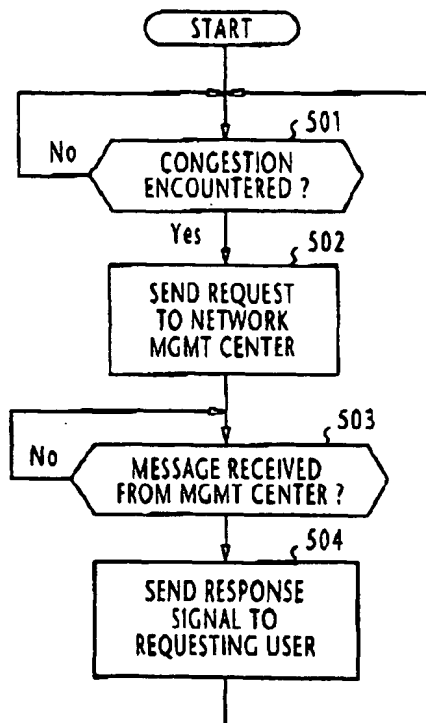 START
501
No
CONGESTION
ENCOUNTERED ?
Yes
502
SEND REQUEST
TO NETWORK
MGMT CENTER
503
No
MESSAGE RECEIVED
FROM MGMT CENTER ?
504
SEND RESPONSE
SIGNAL TO
REQUESTING USER